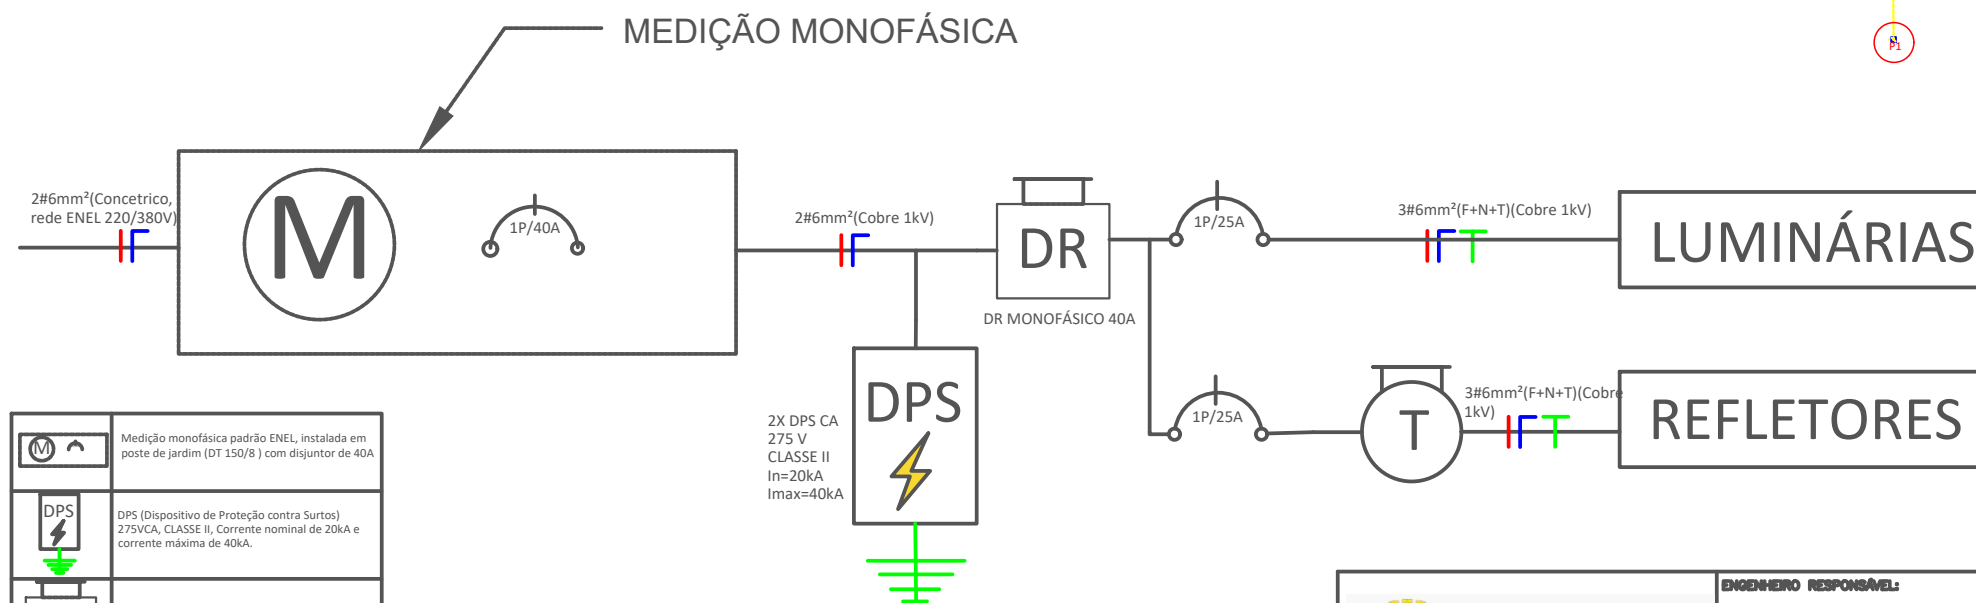 MEDIÇÃO MONOFÁSICA
P1
2#6mm²(Concetrico,
rede ENEL 220/380V)
M
1P/40A
2#6mm²(Cobre 1kV)
DR
DR MONOFÁSICO 40A
1P/25A
3#6mm²(F+N+T)(Cobre 1kV)
LUMINÁRIAS
2X DPS CA
275 V
CLASSE II
In=20kA
Imax=40kA
DPS
1P/25A
T
3#6mm²(F+N+T)(Cobre
1kV)
REFLETORES
M
Medição monofásica padrão ENEL, instalada em
poste de jardim (DT 150/8 ) com disjuntor de 40A
DPS
DPS (Dispositivo de Proteção contra Surtos)
275VCA, CLASSE II, Corrente nominal de 20kA e
corrente máxima de 40kA.
ENGENHEIRO RESPONSÁVEL: